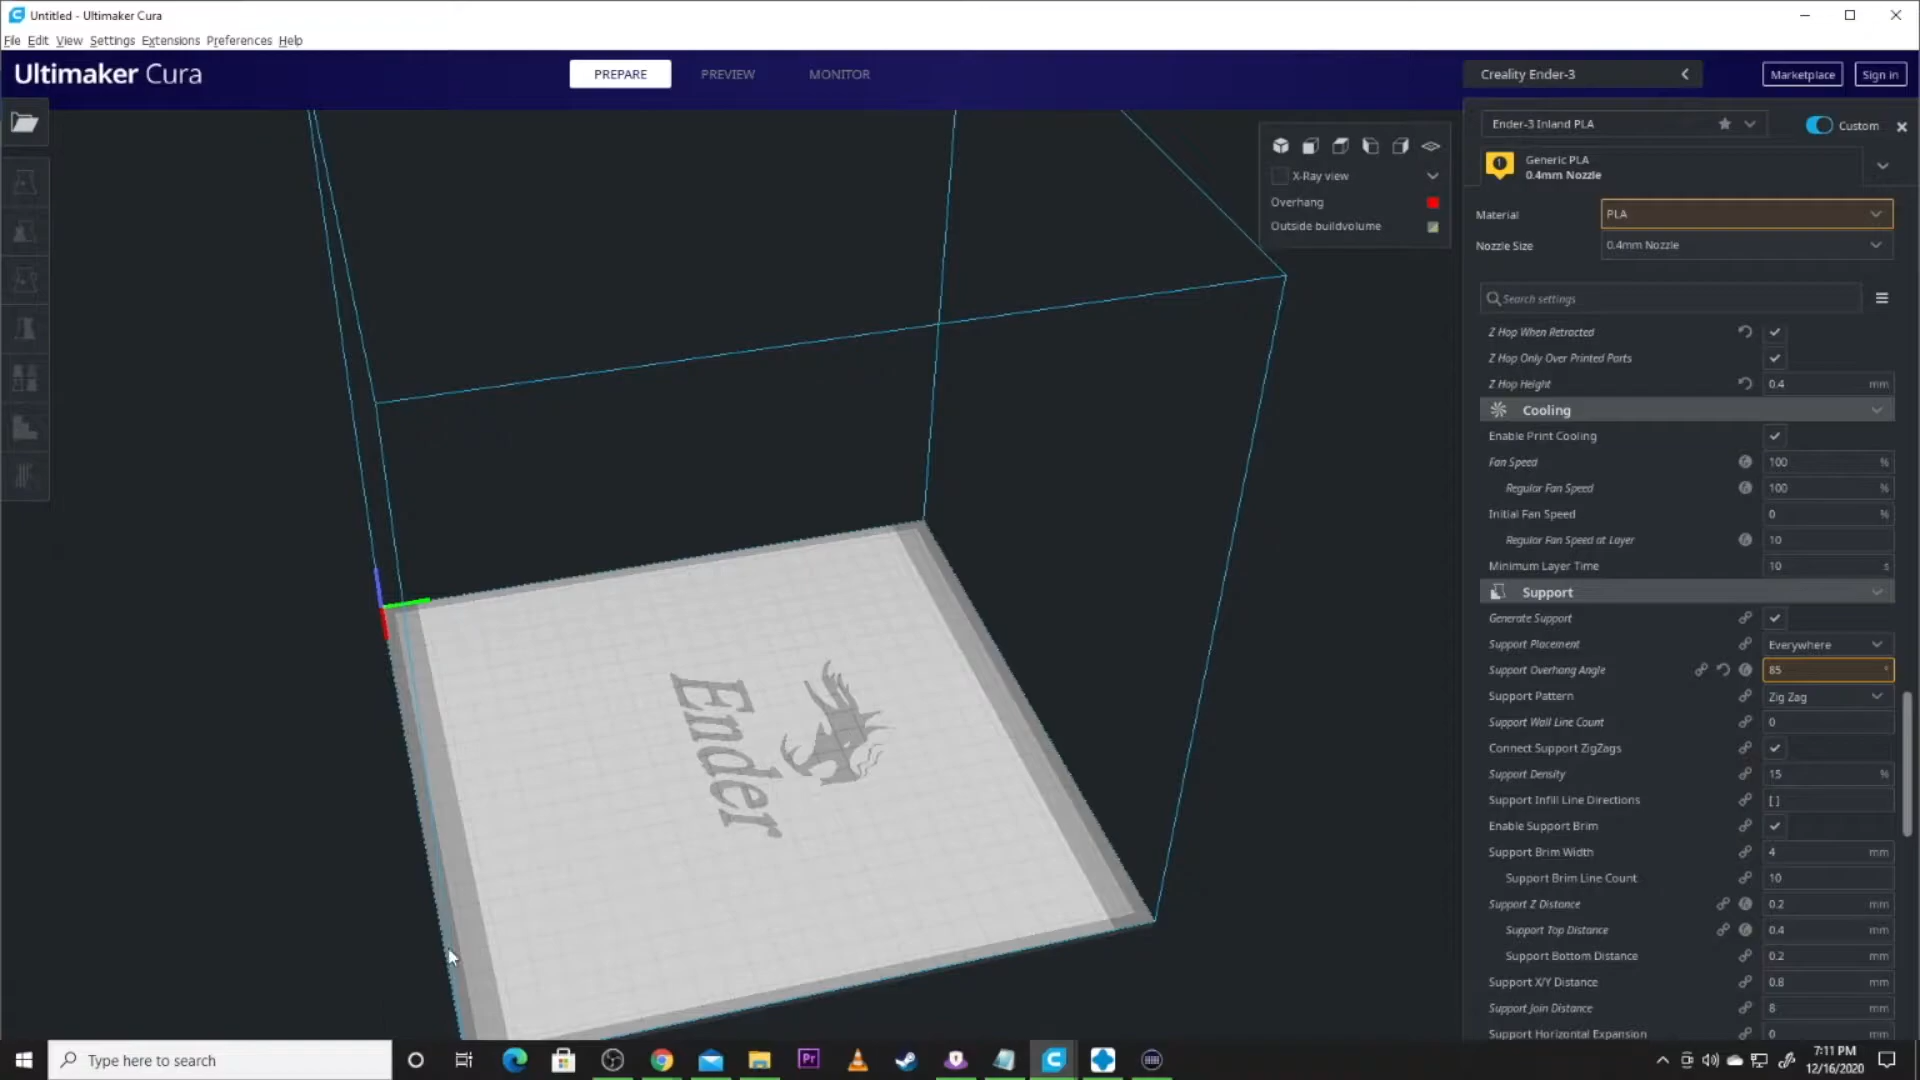 Untitled - Ultimaker Cura
File Edit View Settings Extensions Preferences Help
Ultimaker Cura
PREPARE PREVIEW MONITOR
Creality Ender-3
Marketplace
Sign in
Ender-3 Inland PLA
Custom
1
Generic PLA
0.4mm Nozzle
X-Ray view
Overhang
Outside buildvolume
Material PLA
Nozzle Size 0.4mm Nozzle
Search settings
Z Hop When Retracted
Z Hop Only Over Printed Parts
Z Hop Height 0.4 mm
Cooling
Enable Print Cooling
Fan Speed 100 %
Regular Fan Speed 100 %
Initial Fan Speed 0 %
Regular Fan Speed at Layer 10
Minimum Layer Time 10 s
Support
Generate Support
Support Placement Everywhere
Support Overhang Angle 85 °
Support Pattern Zig Zag
Support Wall Line Count 0
Connect Support ZigZags
Support Density 15 %
Support Infill Line Directions [ ]
Enable Support Brim
Support Brim Width 4 mm
Support Brim Line Count 10
Support Z Distance 0.2 mm
Support Top Distance 0.4 mm
Support Bottom Distance 0.2 mm
Support X/Y Distance 0.8 mm
Support Join Distance 8 mm
Support Horizontal Expansion 0 mm
Ender
Type here to search
Pr
7:11 PM
12/16/2020